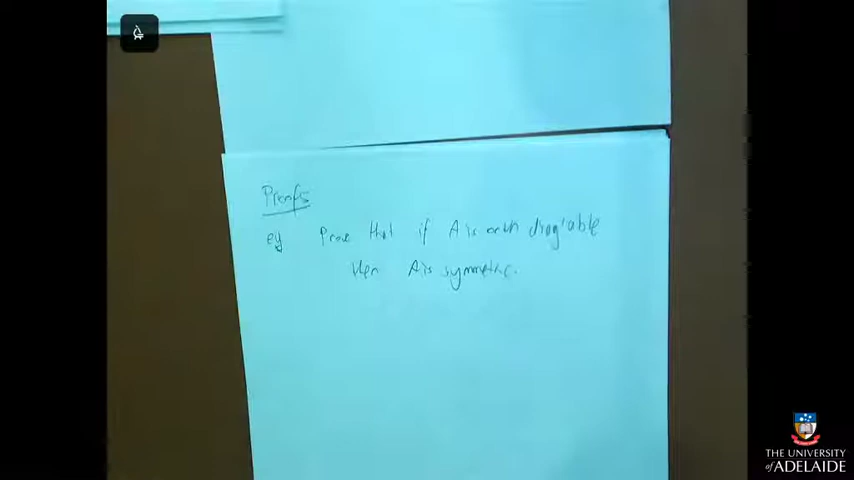 Proofs
eg Prove that if A is orth diag'able
then A is symmetric.
THE UNIVERSITY
of ADELAIDE